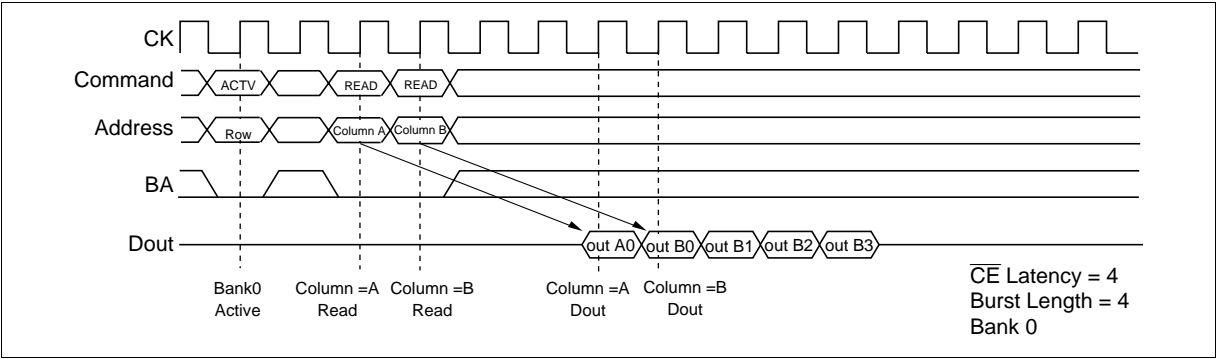 CK
Command
ACTV
READ
READ
Address
Row
Column A
Column B
BA
Dout
out A0
out B0
out B1
out B2
out B3
Bank0
Active
Column =A
Read
Column =B
Read
Column =A
Dout
Column =B
Dout
CE Latency = 4
Burst Length = 4
Bank 0